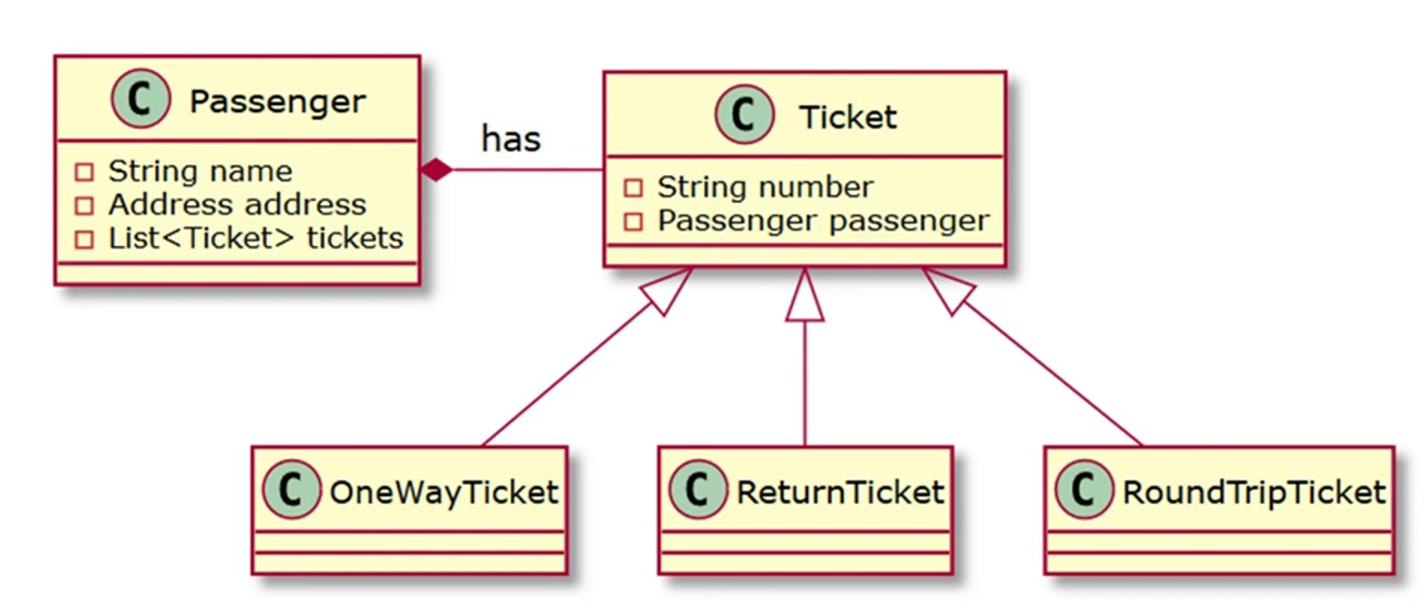 C Passenger
String name
Address address
List<Ticket> tickets
has
C Ticket
String number
Passenger passenger
C OneWayTicket
C ReturnTicket
C RoundTripTicket